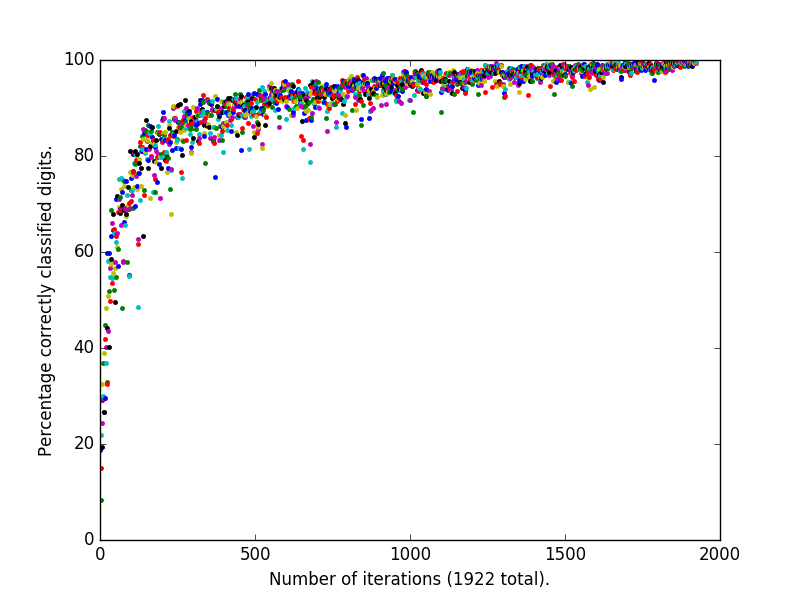 100
80
60
40
20
0
0 500 1000 1500 2000
Percentage correctly classified digits.
Number of iterations (1922 total).